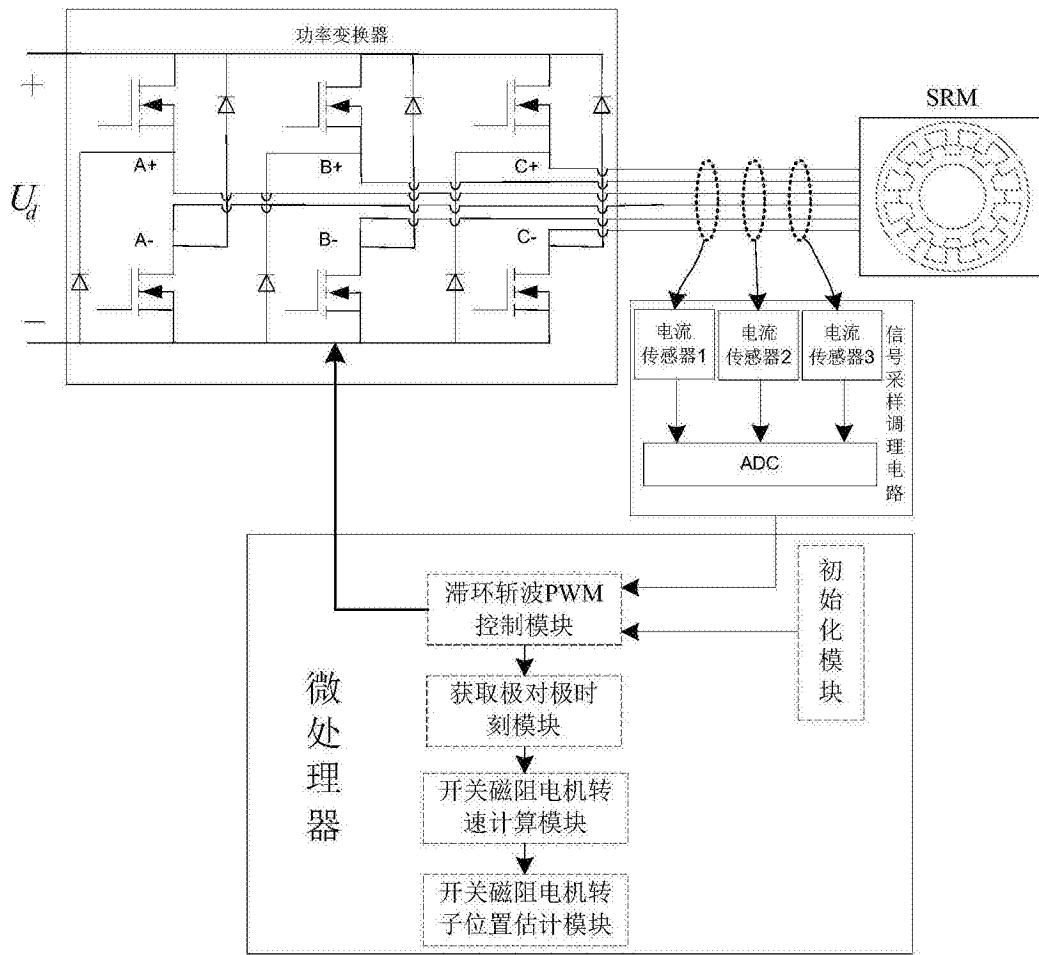 功率变换器
+
SRM
A+
B+
C+
U_d
A-
B-
C-
—
电流
传感器1
电流
传感器2
电流
传感器3
信号采样调理电路
ADC
滞环斩波PWM
控制模块
初始化模块
获取极对极时
刻模块
微处理器
开关磁阻电机转
速计算模块
开关磁阻电机转
子位置估计模块